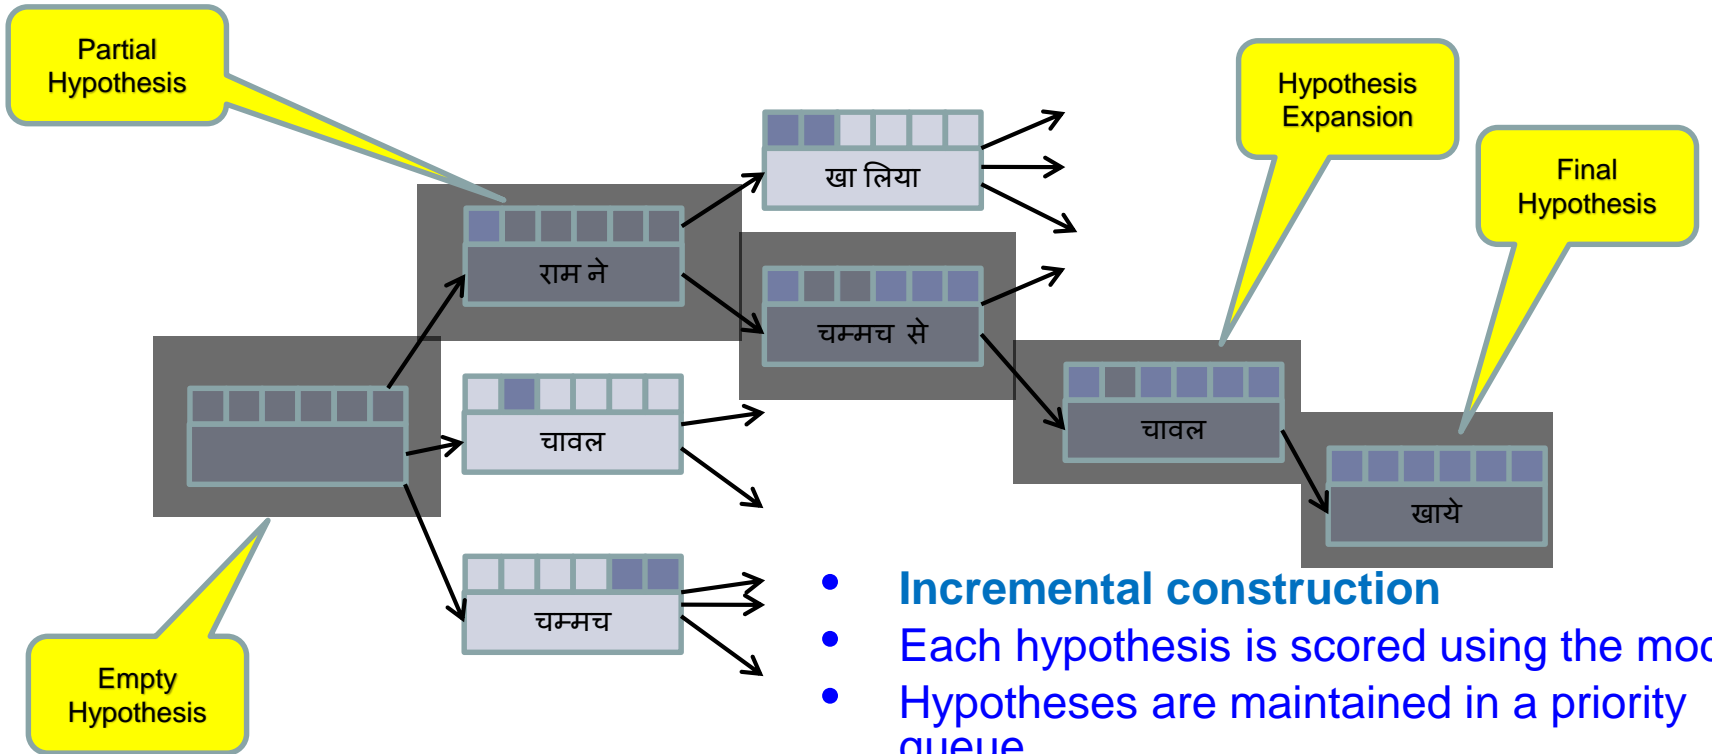 Partial
Hypothesis
Hypothesis
Expansion
Final
Hypothesis
खा लिया
राम ने
चम्मच से
चावल
चावल
खाये
चम्मच
Empty
Hypothesis
• Incremental construction
• Each hypothesis is scored using the
• Hypotheses are maintained in a priority
queue